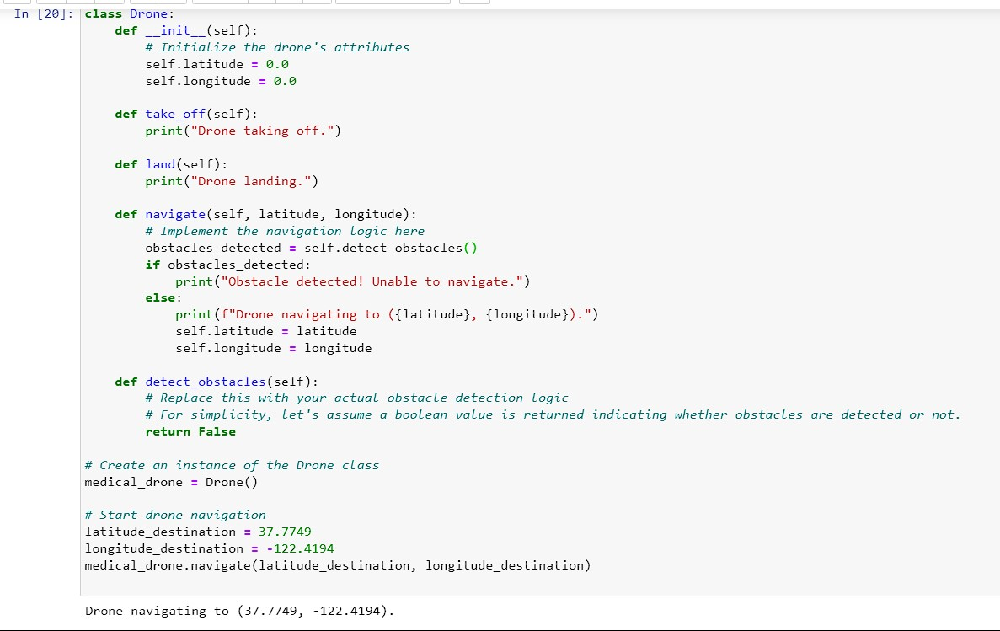 In [20]: class Drone:
    def __init__(self):
        # Initialize the drone's attributes
        self.latitude = 0.0
        self.longitude = 0.0

    def take_off(self):
        print("Drone taking off.")

    def land(self):
        print("Drone landing.")

    def navigate(self, latitude, longitude):
        # Implement the navigation logic here
        obstacles_detected = self.detect_obstacles()
        if obstacles_detected:
            print("Obstacle detected! Unable to navigate.")
        else:
            print(f"Drone navigating to ({latitude}, {longitude}).")
            self.latitude = latitude
            self.longitude = longitude

    def detect_obstacles(self):
        # Replace this with your actual obstacle detection logic
        # For simplicity, let's assume a boolean value is returned indicating whether obstacles are detected or not.
        return False

# Create an instance of the Drone class
medical_drone = Drone()

# Start drone navigation
latitude_destination = 37.7749
longitude_destination = -122.4194
medical_drone.navigate(latitude_destination, longitude_destination)

Drone navigating to (37.7749, -122.4194).